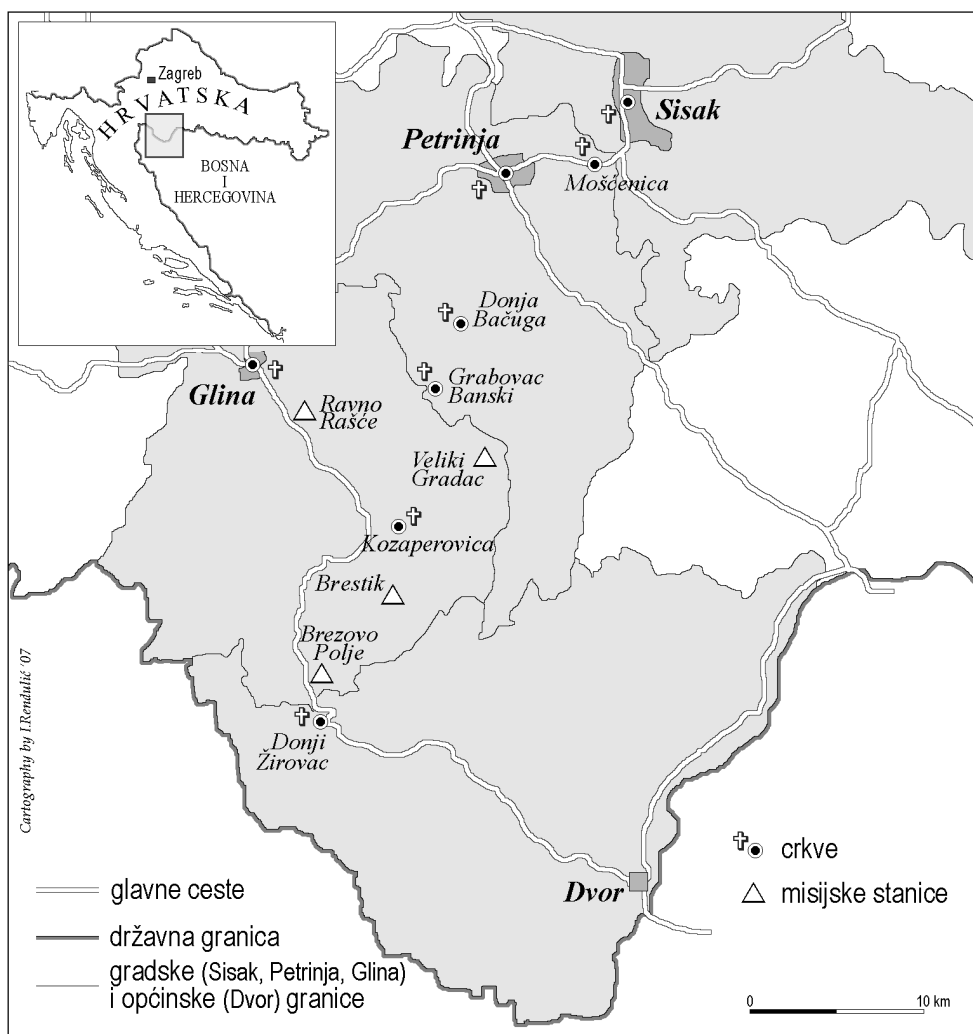 Zagreb
HRVATSKA
BOSNA
I
HERCEGOVINA
Sisak
Petrinja
Mošćenica
Donja
Bačuga
Grabovac
Banski
Glina
Ravno
Rašće
Veliki
Gradac
Kozaperovica
Brestik
Brezovo
Polje
Donji
Žirovac
Dvor
Cartography by I.Rendulić '07
glavne ceste
državna granica
gradske (Sisak, Petrinja, Glina)
i općinske (Dvor) granice
crkve
misijske stanice
0 10 km